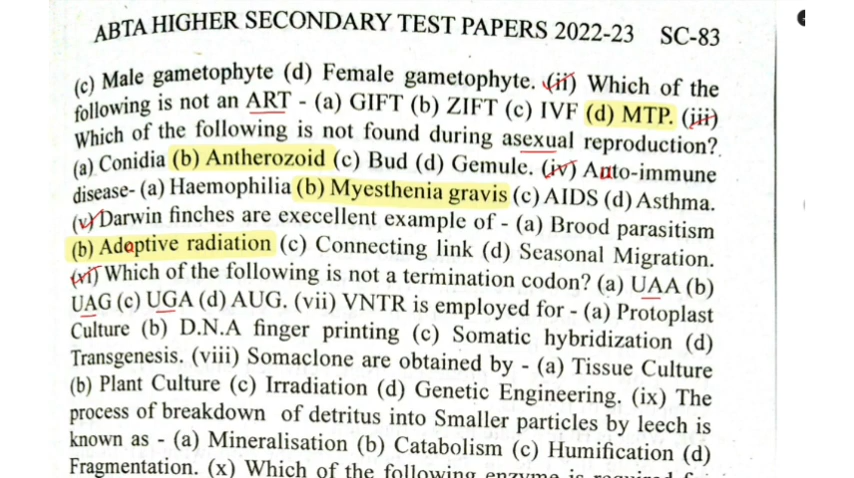 ABTA HIGHER SECONDARY TEST PAPERS 2022-23 SC-83
(c) Male gametophyte (d) Female gametophyte. (ii) Which of the
following is not an ART - (a) GIFT (b) ZIFT (c) IVF (d) MTP. (iii)
Which of the following is not found during asexual reproduction?
(a) Conidia (b) Antherozoid (c) Bud (d) Gemule. (iv) Auto-immune
disease- (a) Haemophilia (b) Myesthenia gravis (c) AIDS (d) Asthma.
(v) Darwin finches are execellent example of - (a) Brood parasitism
(b) Adaptive radiation (c) Connecting link (d) Seasonal Migration.
(vi) Which of the following is not a termination codon? (a) UAA (b)
UAG (c) UGA (d) AUG. (vii) VNTR is employed for - (a) Protoplast
Culture (b) D.N.A finger printing (c) Somatic hybridization (d)
Transgenesis. (viii) Somaclone are obtained by - (a) Tissue Culture
(b) Plant Culture (c) Irradiation (d) Genetic Engineering. (ix) The
process of breakdown of detritus into Smaller particles by leech is
known as - (a) Mineralisation (b) Catabolism (c) Humification (d)
Fragmentation. (x) Which of the following enzyme is required